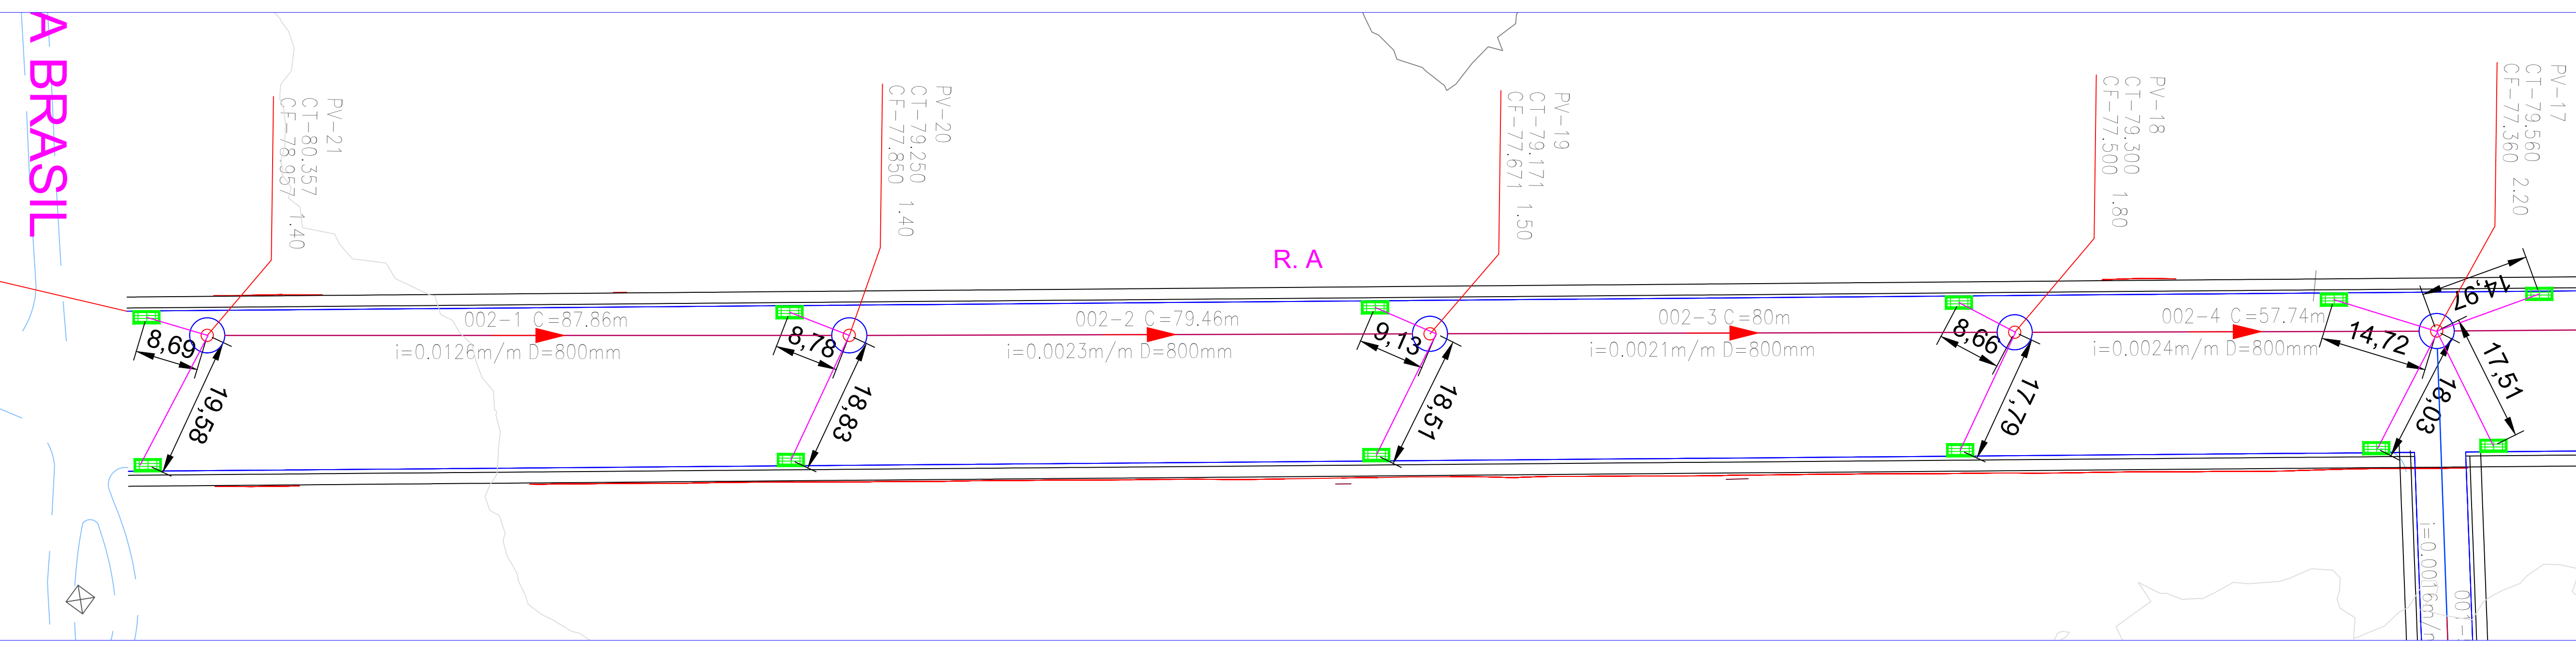 A BRASIL
PV-21
CT-80.357
CF-78.957 1.40
PV-20
CT-79.250
CF-77.850 1.40
PV-19
CT-79.171
CF-77.671 1.50
PV-18
CT-79.300
CF-77.500 1.80
PV-17
CT-79.560
CF-77.360 2.20
R. A
002-1 C=87.86m
i=0.0126m/m D=800mm
002-2 C=79.46m
i=0.0023m/m D=800mm
002-3 C=80m
i=0.0021m/m D=800mm
002-4 C=57.74m
i=0.0024m/m D=800mm
8,69
19,58
8,78
18,83
9,13
18,51
8,66
17,79
14,72
14,97
18,03
17,51
i=0.0016m/
001-